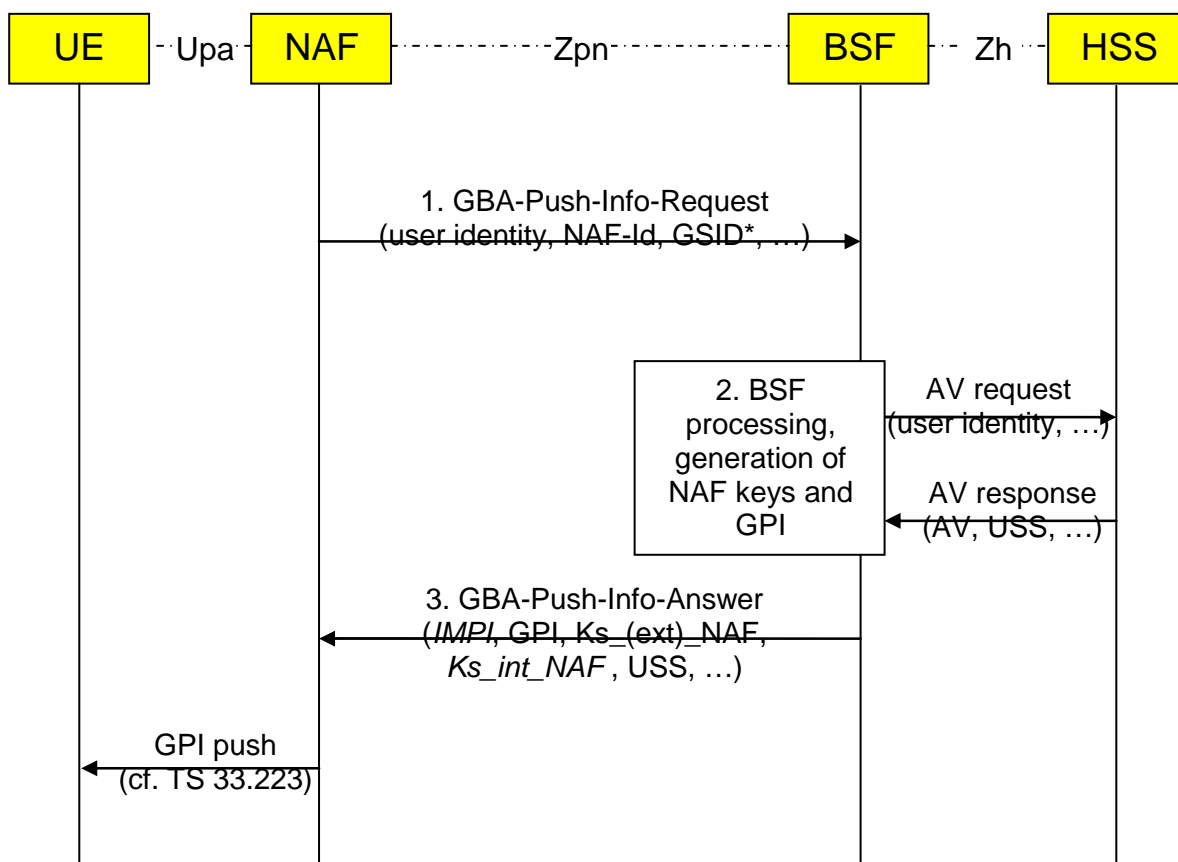 UE
Upa
NAF
Zpn
BSF
Zh
HSS
1. GBA-Push-Info-Request
(user identity, NAF-Id, GSID*, …)
2. BSF
processing,
generation of
NAF keys and
GPI
AV request
(user identity, …)
AV response
(AV, USS, …)
3. GBA-Push-Info-Answer
(IMPI, GPI, Ks_(ext)_NAF,
Ks_int_NAF , USS, …)
GPI push
(cf. TS 33.223)